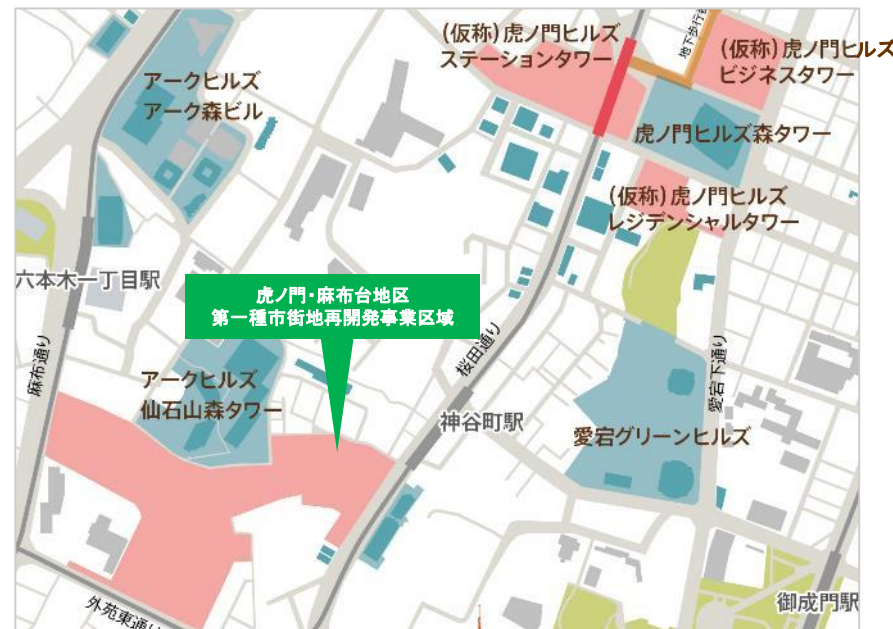 (仮称)虎ノ門ヒルズ
ステーションタワー
地下歩行者
(仮称)虎ノ門ヒルズ
ビジネスタワー
アークヒルズ
アーク森ビル
虎ノ門ヒルズ森タワー
(仮称)虎ノ門ヒルズ
レジデンシャルタワー
六本木一丁目駅
虎ノ門・麻布台地区
第一種市街地再開発事業区域
麻布通り
桜田通り
愛宕下通り
アークヒルズ
仙石山森タワー
神谷町駅
愛宕グリーンヒルズ
外苑東通り
御成門駅